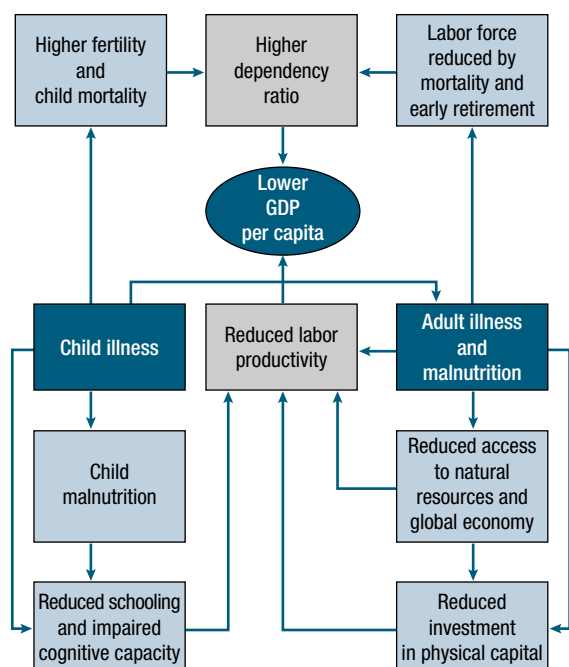 Higher fertility
and
child mortality
Higher
dependency
ratio
Labor force
reduced by
mortality and
early retirement
Lower
GDP
per capita
Child illness
Reduced labor
productivity
Adult illness
and
malnutrition
Child
malnutrition
Reduced access
to natural
resources and
global economy
Reduced schooling
and impaired
cognitive capacity
Reduced
investment
in physical capital